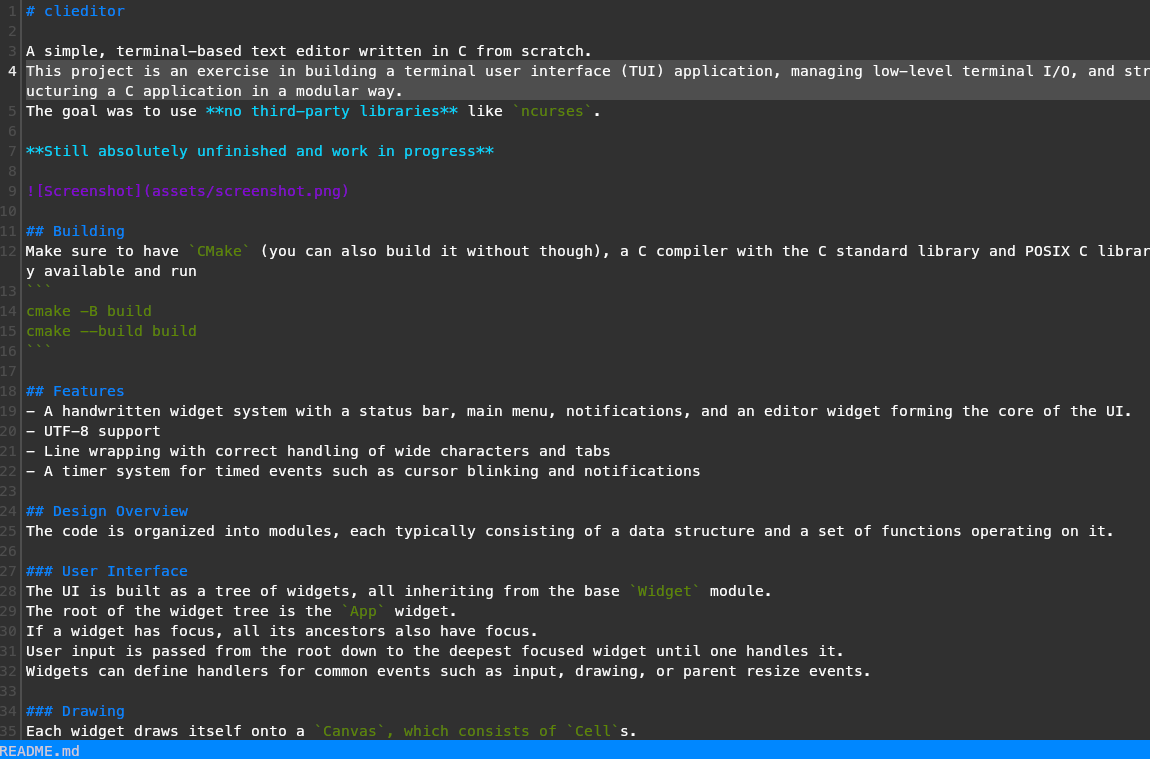 1 # clieditor
2
3 A simple, terminal-based text editor written in C from scratch.
4 This project is an exercise in building a terminal user interface (TUI) application, managing low-level terminal I/O, and str
ucturing a C application in a modular way.
5 The goal was to use **no third-party libraries** like `ncurses`.
6
7 **Still absolutely unfinished and work in progress**
8
9 ![Screenshot](assets/screenshot.png)
10
11 ## Building
12 Make sure to have `CMake` (you can also build it without though), a C compiler with the C standard library and POSIX C librar
y available and run
13 ```
14 cmake -B build
15 cmake --build build
16 ```
17
18 ## Features
19 - A handwritten widget system with a status bar, main menu, notifications, and an editor widget forming the core of the UI.
20 - UTF-8 support
21 - Line wrapping with correct handling of wide characters and tabs
22 - A timer system for timed events such as cursor blinking and notifications
23
24 ## Design Overview
25 The code is organized into modules, each typically consisting of a data structure and a set of functions operating on it.
26
27 ### User Interface
28 The UI is built as a tree of widgets, all inheriting from the base `Widget` module.
29 The root of the widget tree is the `App` widget.
30 If a widget has focus, all its ancestors also have focus.
31 User input is passed from the root down to the deepest focused widget until one handles it.
32 Widgets can define handlers for common events such as input, drawing, or parent resize events.
33
34 ### Drawing
35 Each widget draws itself onto a `Canvas`, which consists of `Cell`s.
README.md